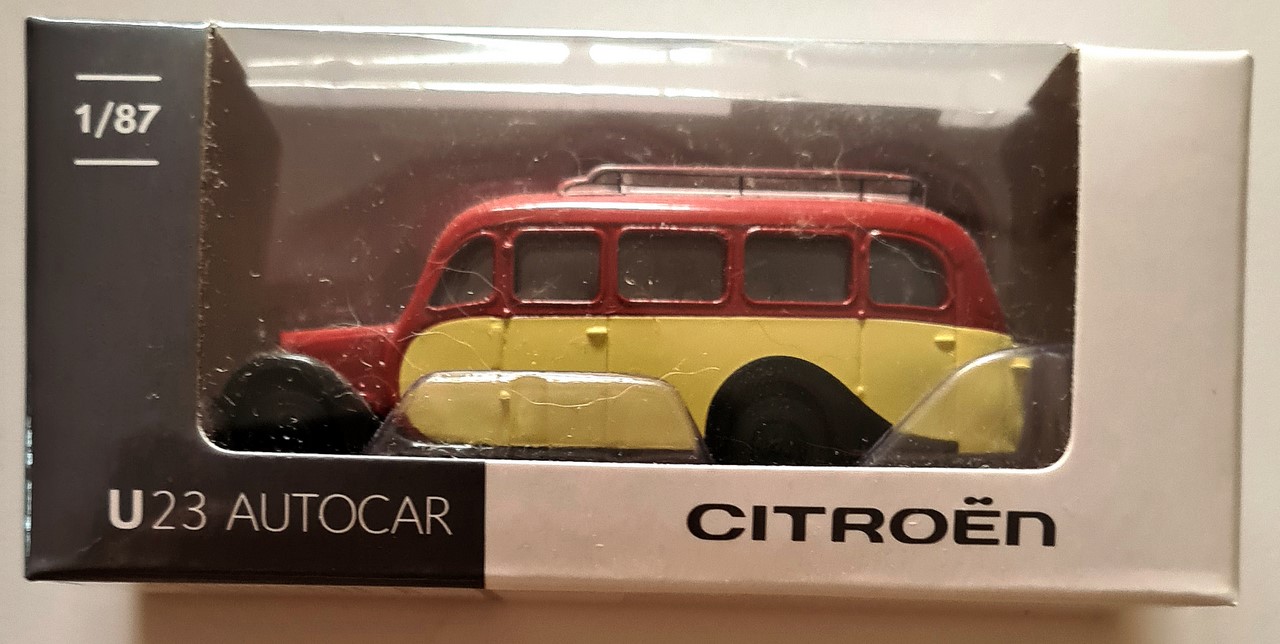 1/87
U23 AUTOCAR
CITROËN